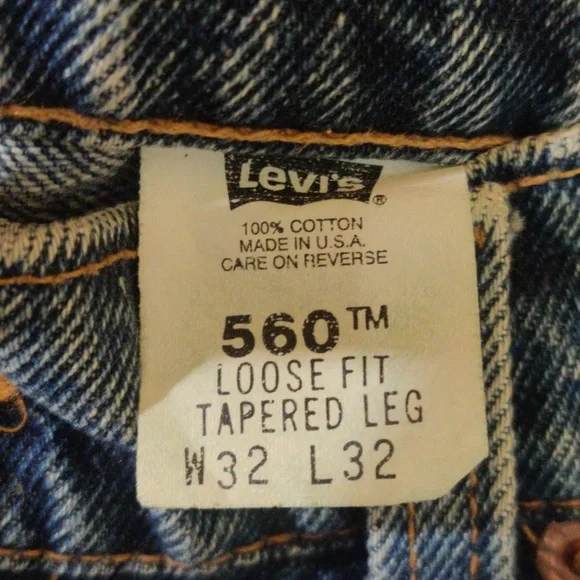 Levi's ®
100% COTTON
MADE IN U.S.A.
CARE ON REVERSE
560™
LOOSE FIT
TAPERED LEG
W32 L32